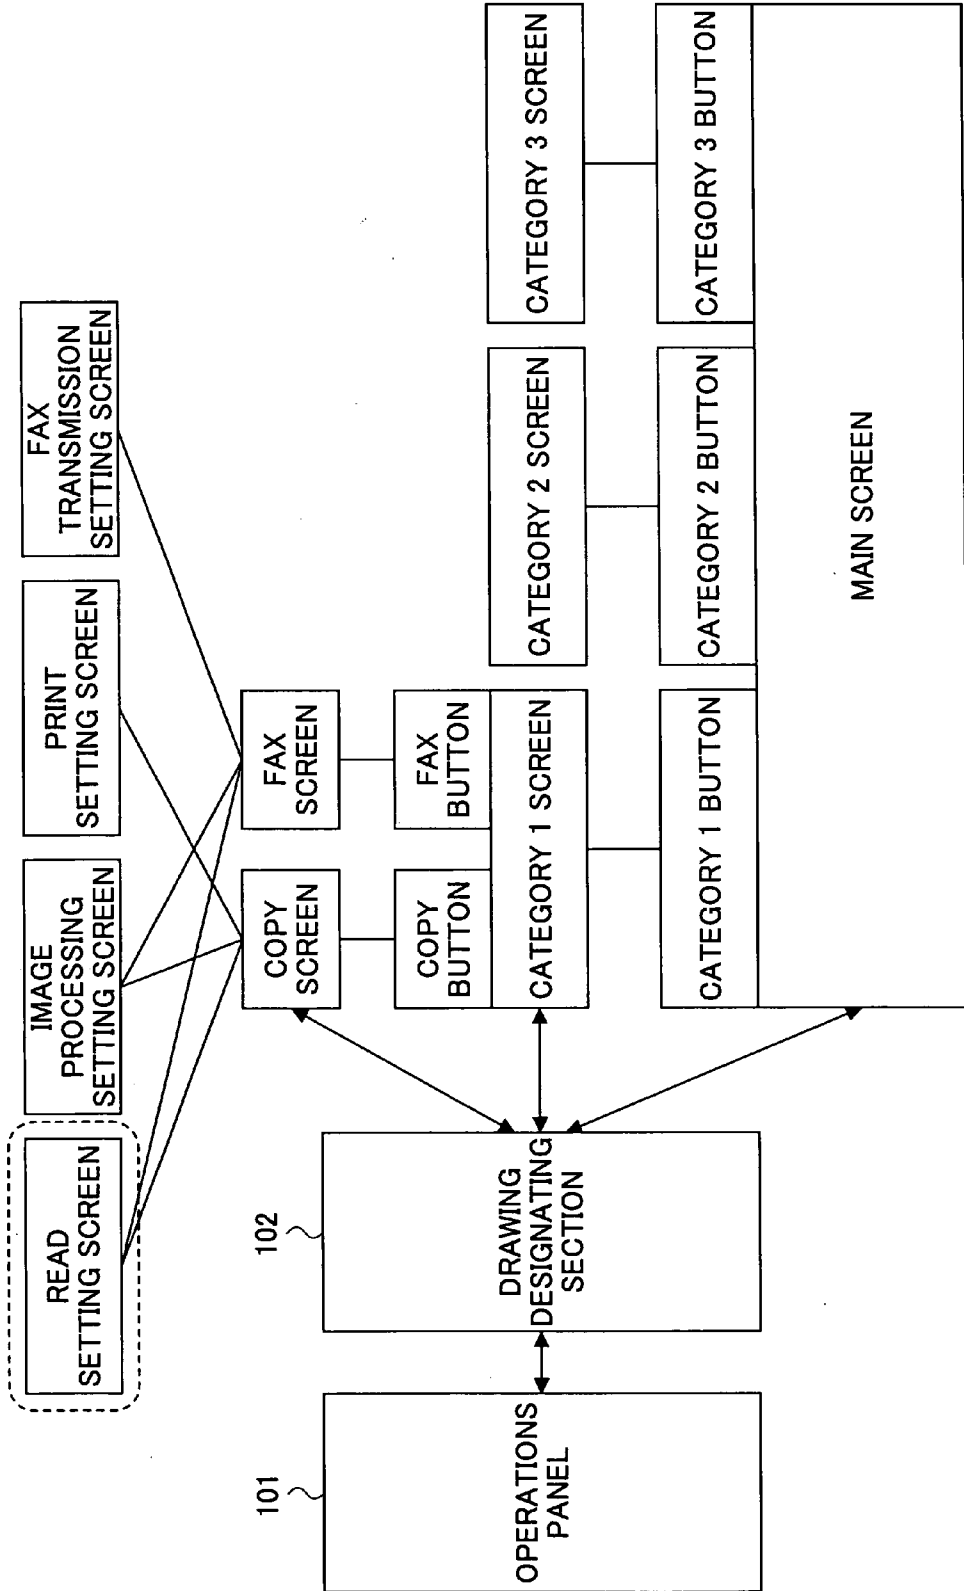 READ
SETTING SCREEN
IMAGE
PROCESSING
SETTING SCREEN
PRINT
SETTING SCREEN
FAX
TRANSMISSION
SETTING SCREEN
COPY
SCREEN
FAX
SCREEN
COPY
BUTTON
FAX
BUTTON
CATEGORY 1 SCREEN
CATEGORY 2 SCREEN
CATEGORY 3 SCREEN
CATEGORY 1 BUTTON
CATEGORY 2 BUTTON
CATEGORY 3 BUTTON
MAIN SCREEN
101
OPERATIONS
PANEL
102
DRAWING
DESIGNATING
SECTION